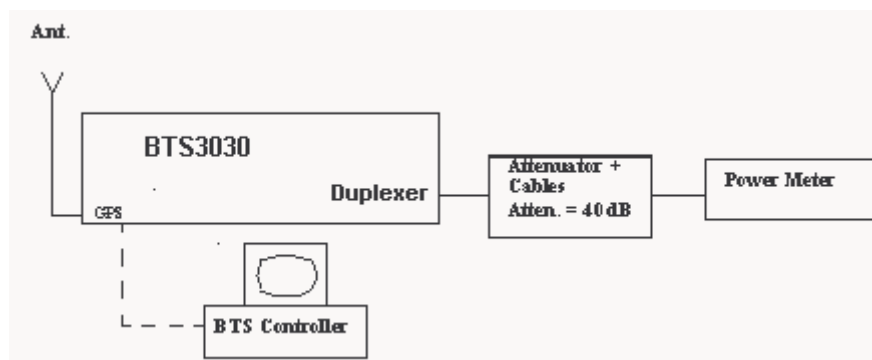 Ant.
BTS3030
Duplexer
GPS
Attenuator +
Cables
Atten. = 40 dB
Power Meter
BTS Controller